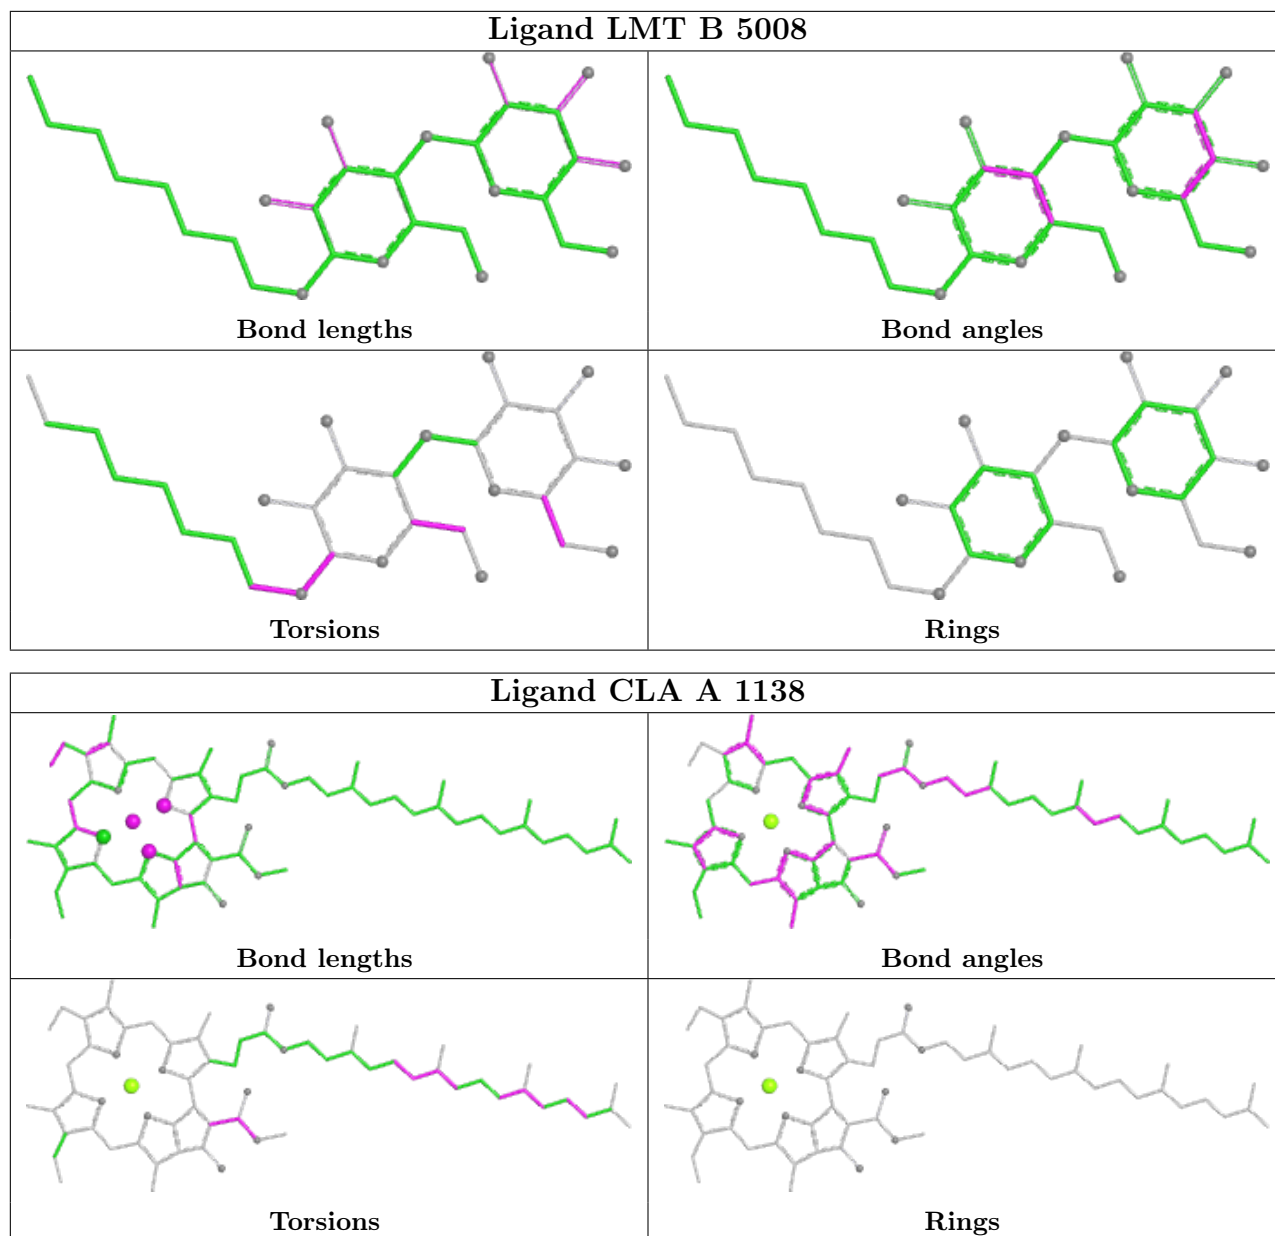 Ligand LMT B 5008
Bond lengths
Bond angles
Torsions
Rings
Ligand CLA A 1138
Bond lengths
Bond angles
Torsions
Rings